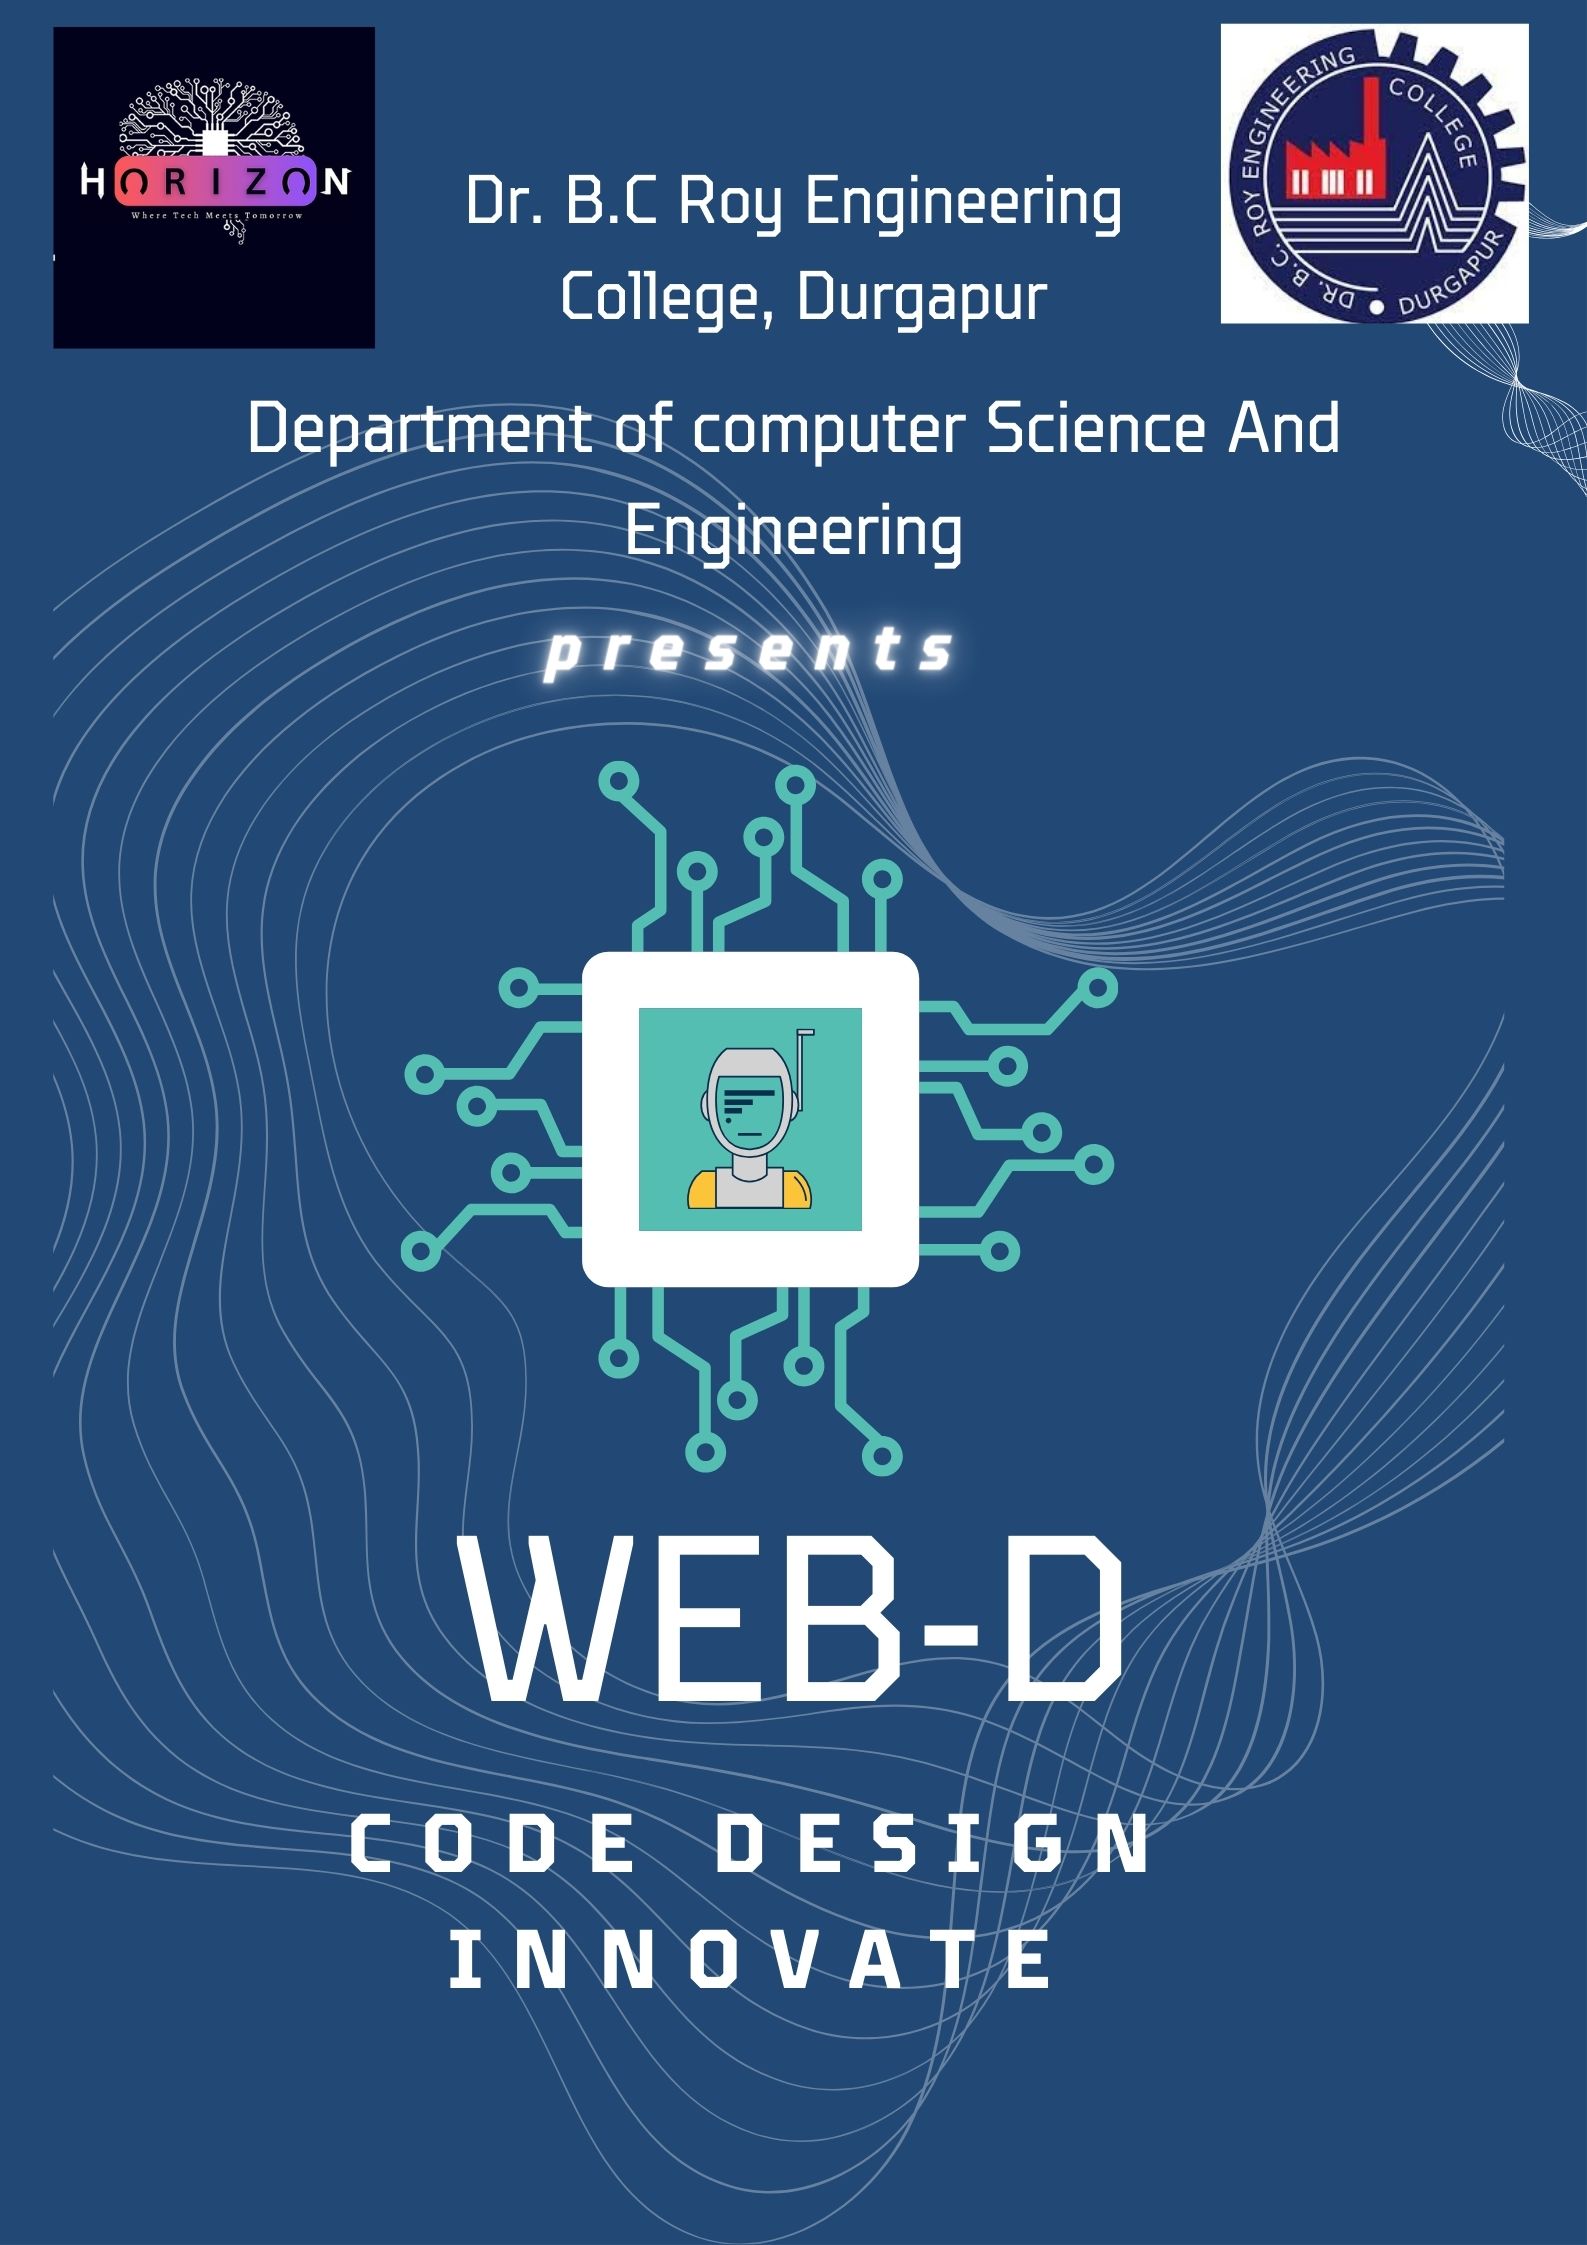 HORIZON
Where Tech Meets Tomorrow
DR. B.C. ROY ENGINEERING COLLEGE
DURGAPUR
Dr. B.C Roy Engineering
College, Durgapur
Department of computer Science And
Engineering
presents
WEB-D
CODE DESIGN
INNOVATE